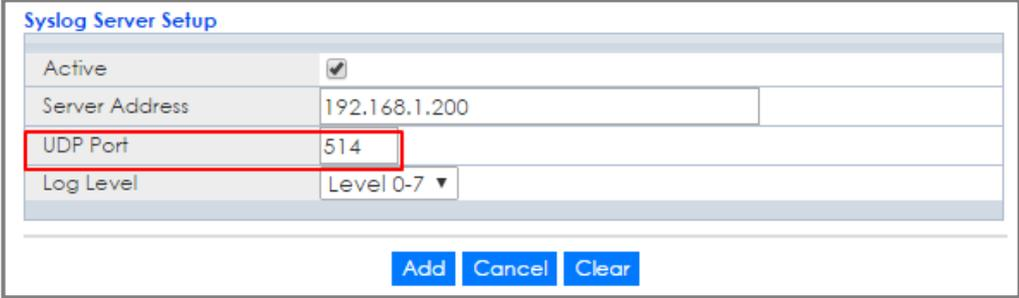 Syslog Server Setup
Active
Server Address 192.168.1.200
UDP Port 514
Log Level Level 0-7
Add Cancel Clear